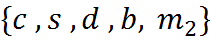 {c , s , d , b, m₂}